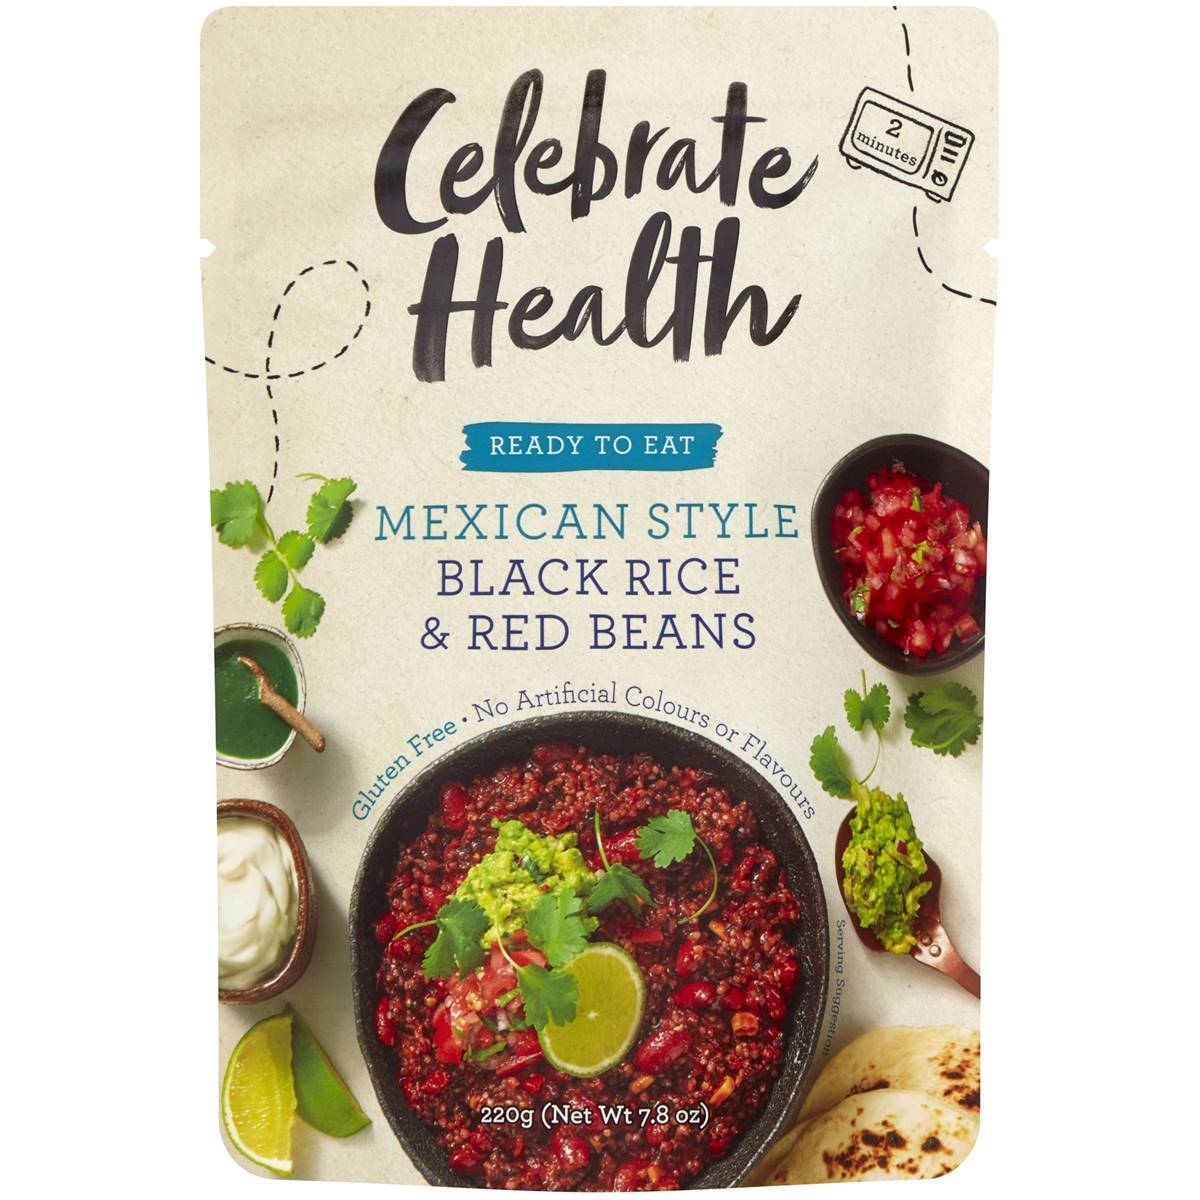 Celebrate
Health
2
minutes
READY TO EAT
MEXICAN STYLE
BLACK RICE
& RED BEANS
Gluten Free • No Artificial Colours or Flavours
Serving Suggestion
220g (Net Wt 7.8 oz)